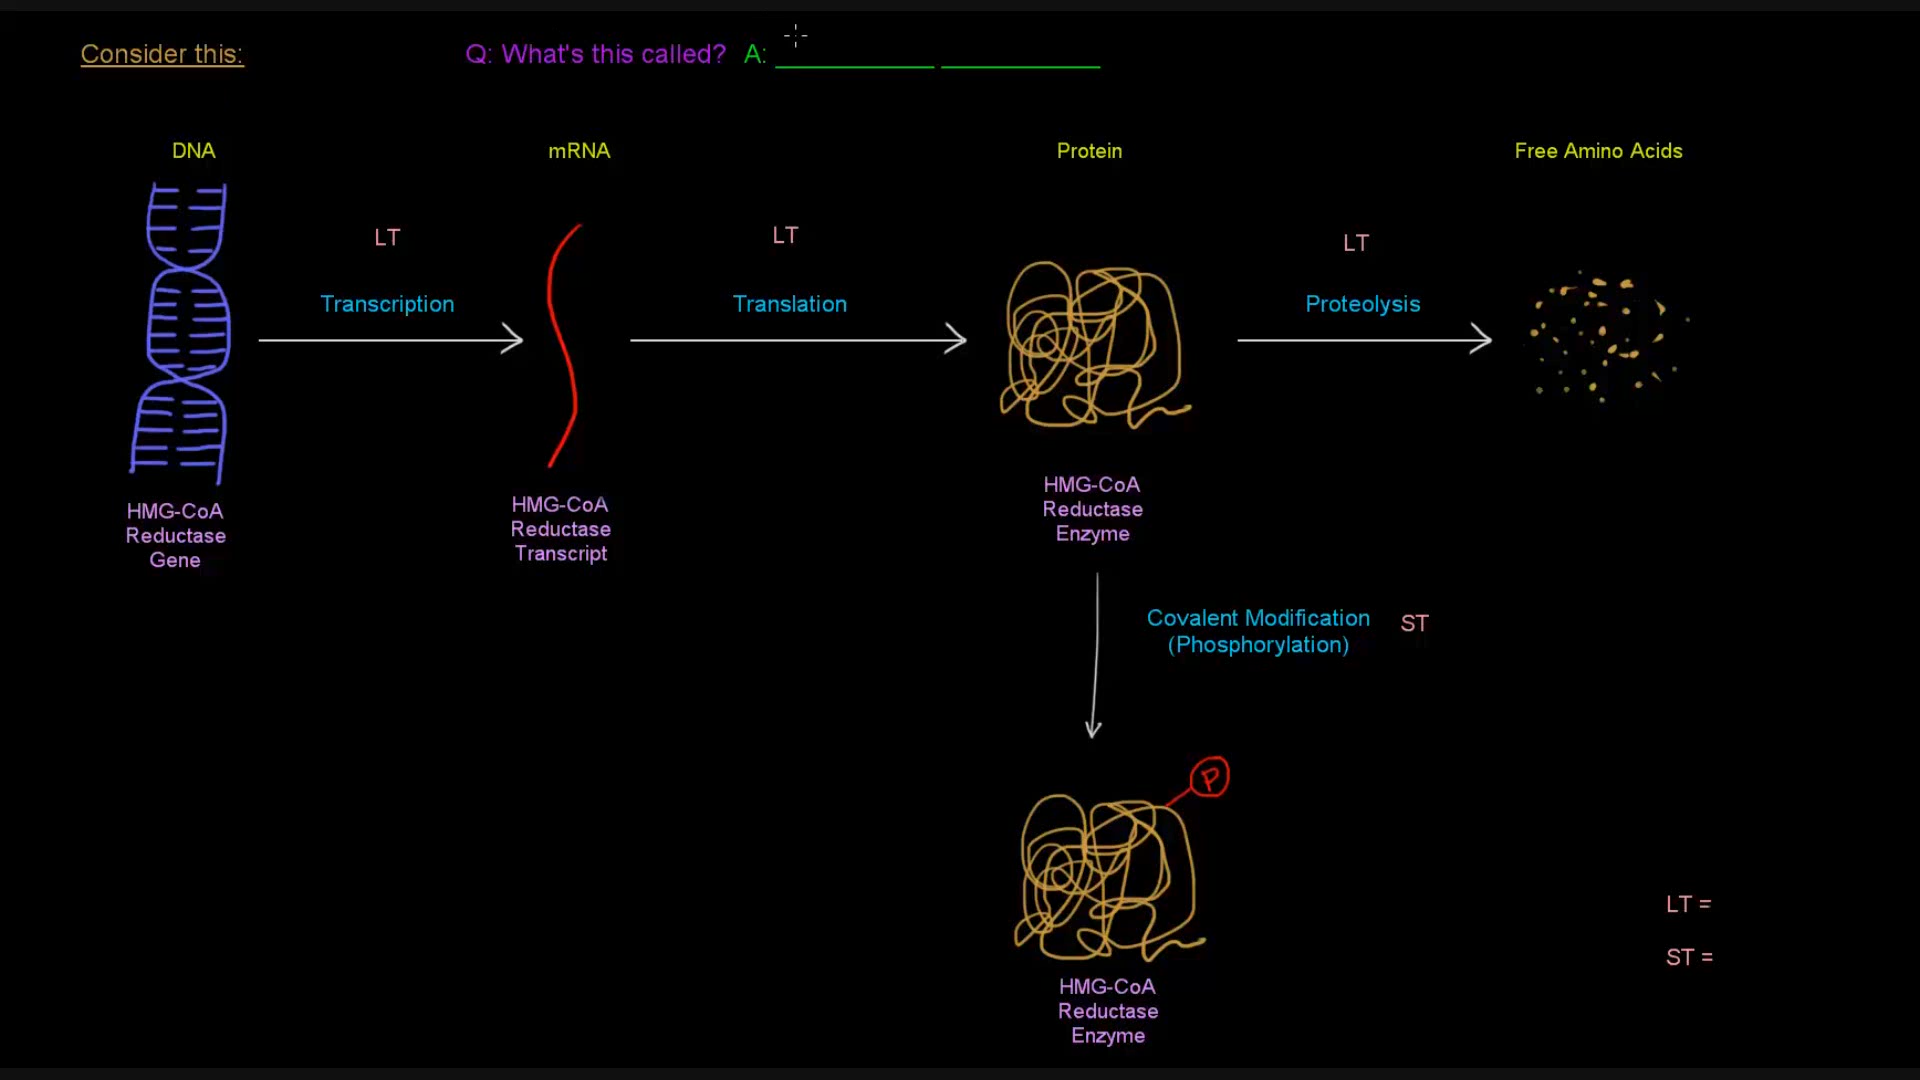 Consider this:
Q: What's this called? A:
DNA
mRNA
Protein
Free Amino Acids
LT
LT
LT
Transcription
Translation
Proteolysis
HMG-CoA
Reductase
Gene
HMG-CoA
Reductase
Transcript
HMG-CoA
Reductase
Enzyme
Covalent Modification
(Phosphorylation)
ST
P
HMG-CoA
Reductase
Enzyme
LT =
ST =